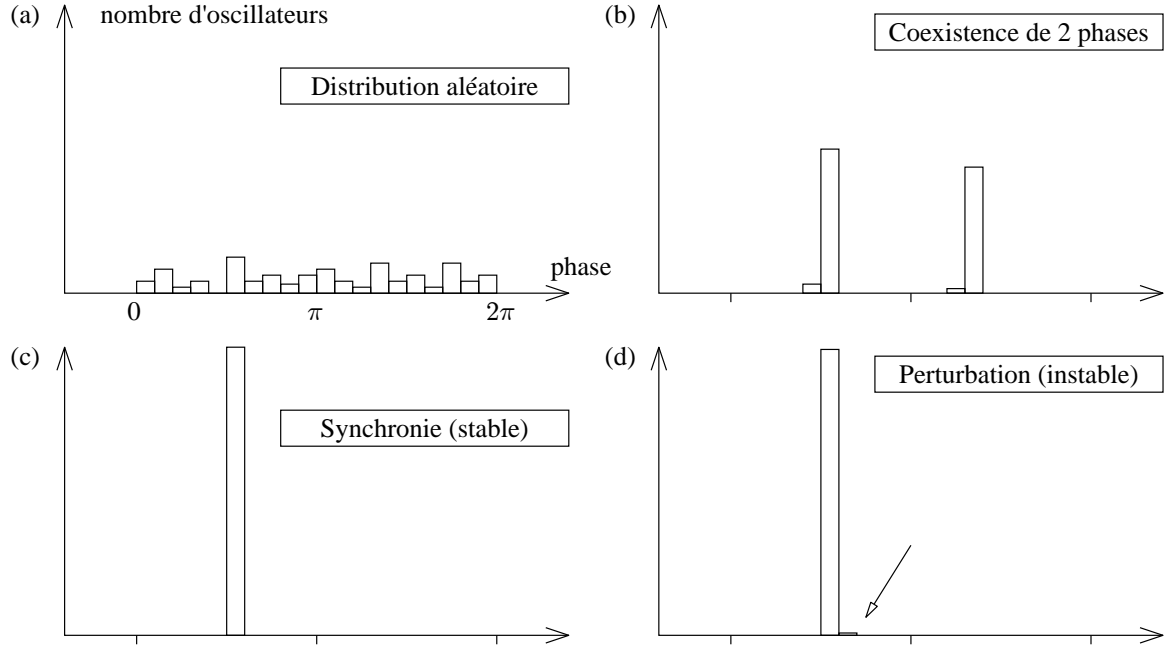 (a) nombre d'oscillateurs
Distribution aléatoire
phase
0 π 2π
(b)
Coexistence de 2 phases
(c)
Synchronie (stable)
(d)
Perturbation (instable)